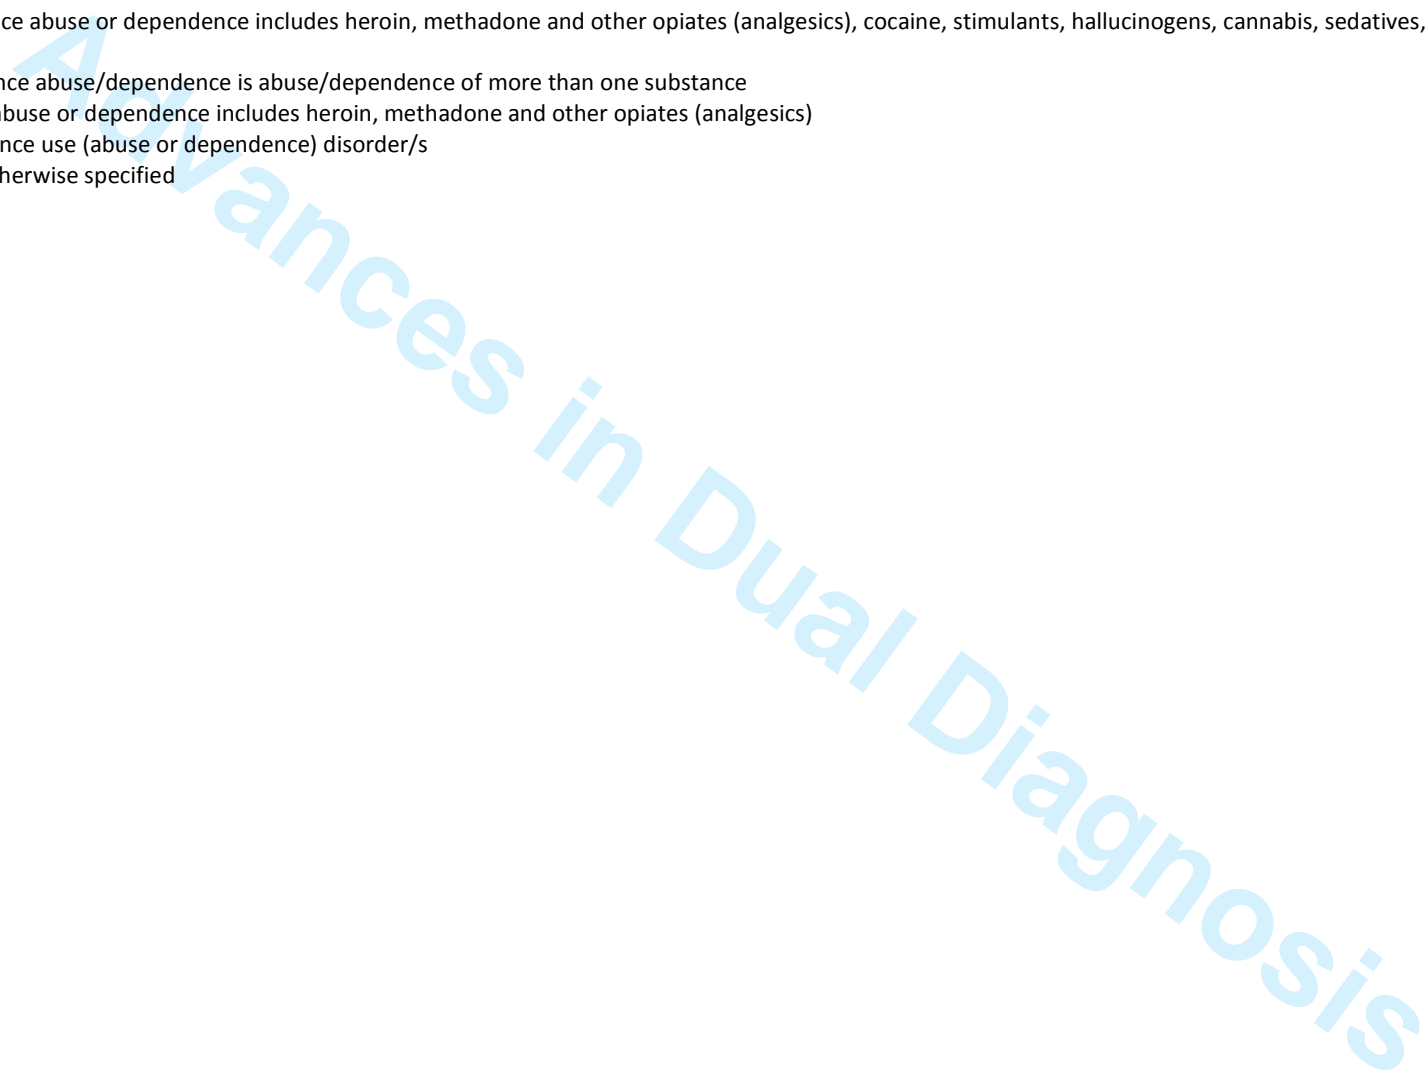 ce abuse or dependence includes heroin, methadone and other opiates (analgesics), cocaine, stimulants, hallucinogens, cannabis, sedatives,
nce abuse/dependence is abuse/dependence of more than one substance
abuse or dependence includes heroin, methadone and other opiates (analgesics)
nce use (abuse or dependence) disorder/s
herwise specified
Advances in Dual Diagnosis